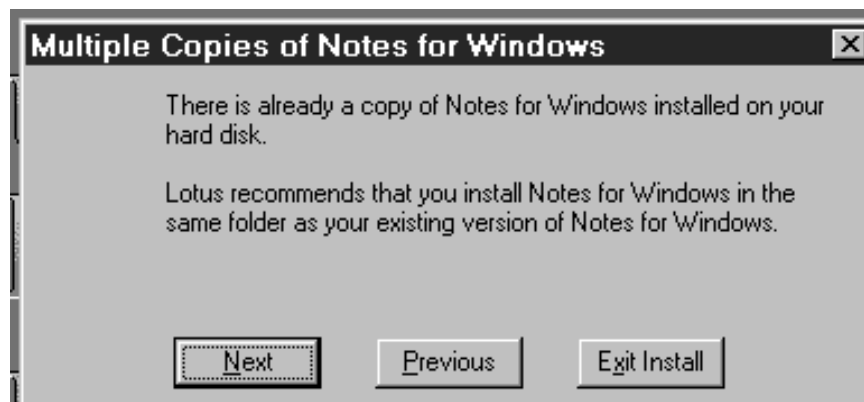 Multiple Copies of Notes for Windows
There is already a copy of Notes for Windows installed on your
hard disk.
Lotus recommends that you install Notes for Windows in the
same folder as your existing version of Notes for Windows.
Next Previous Exit Install